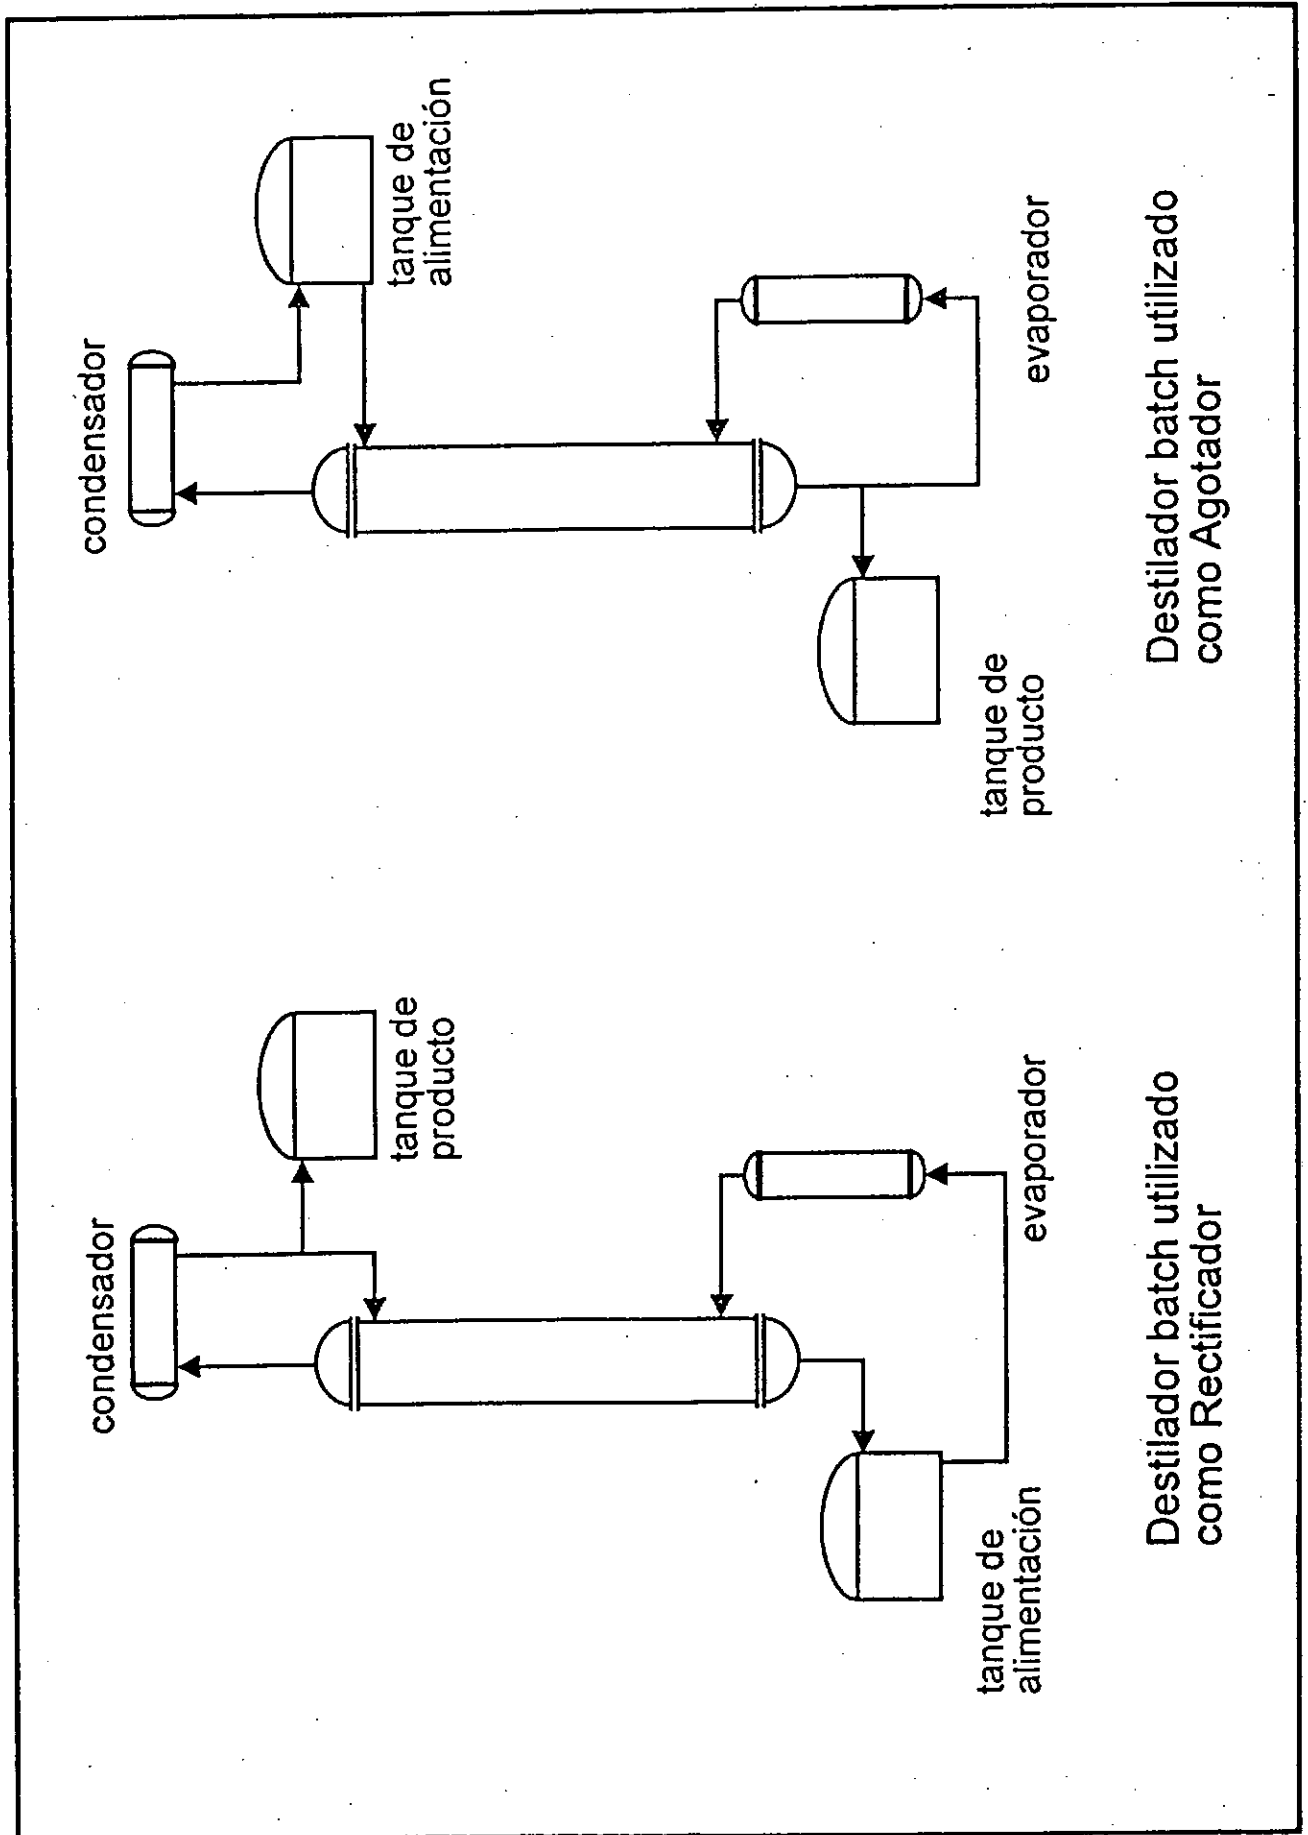 condensador
tanque de
producto
evaporador
tanque de
alimentación
Destilador batch utilizado
como Rectificador
condensador
tanque de
alimentación
evaporador
tanque de
producto
Destilador batch utilizado
como Agotador